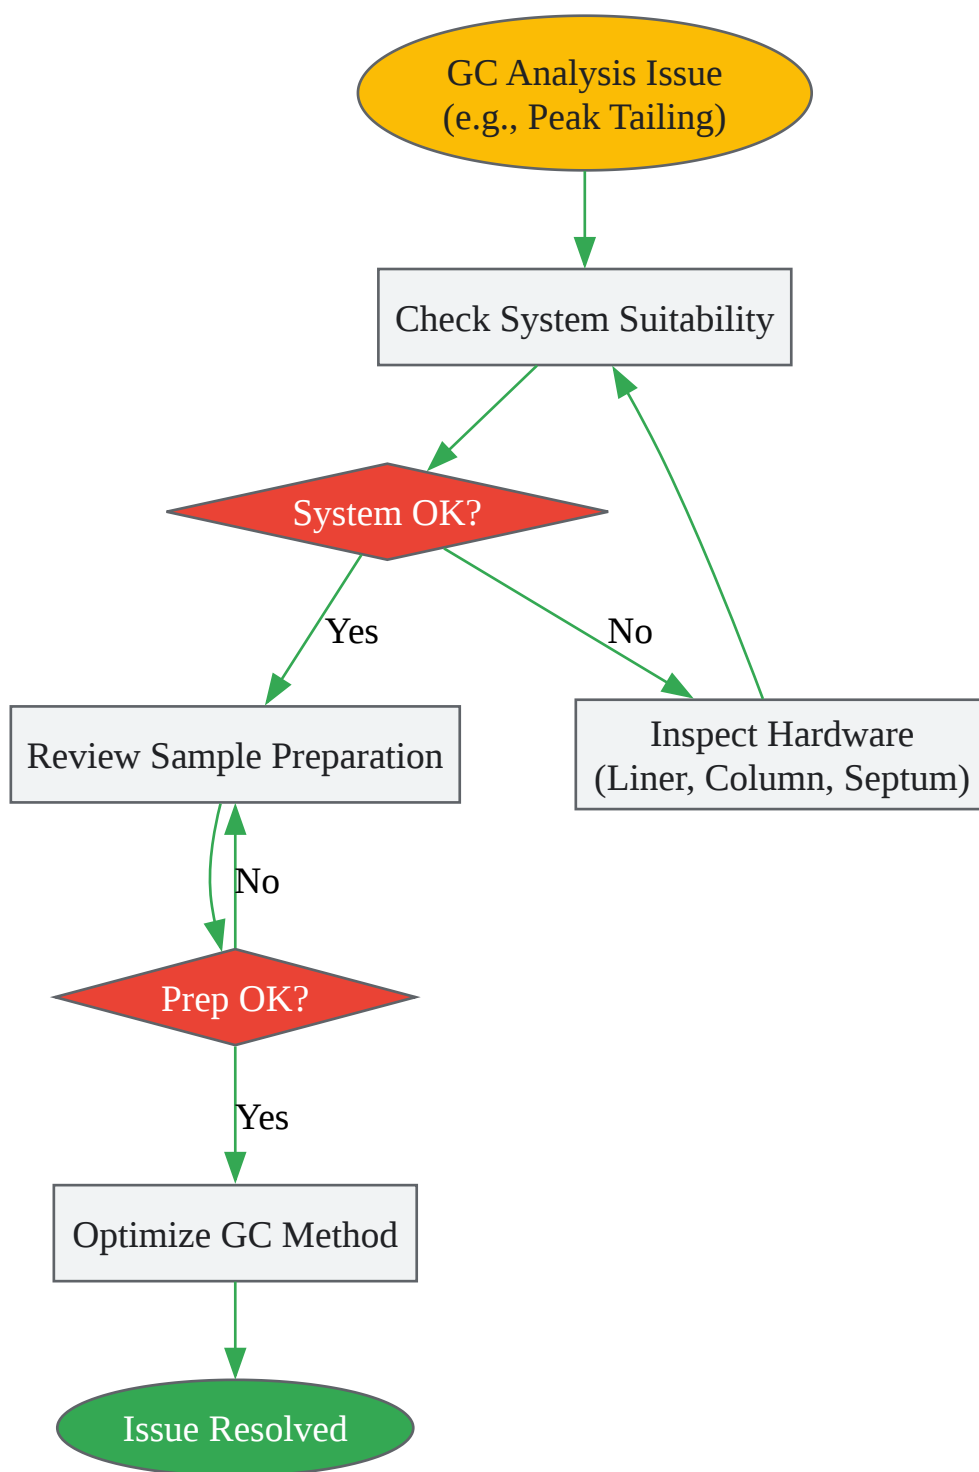 GC Analysis Issue
(e.g., Peak Tailing)
Check System Suitability
System OK?
Yes
No
Review Sample Preparation
Inspect Hardware
(Liner, Column, Septum)
No
Prep OK?
Yes
Optimize GC Method
Issue Resolved